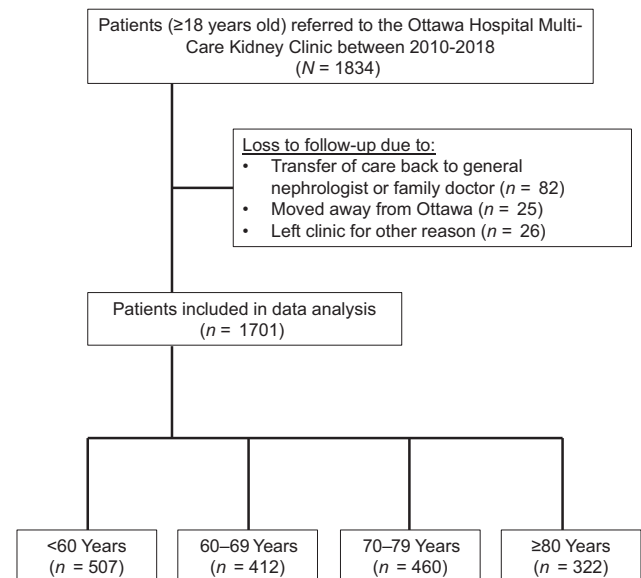 Patients (≥18 years old) referred to the Ottawa Hospital Multi-
Care Kidney Clinic between 2010-2018
(N = 1834)
Loss to follow-up due to:
• Transfer of care back to general
nephrologist or family doctor (n = 82)
• Moved away from Ottawa (n = 25)
• Left clinic for other reason (n = 26)
Patients included in data analysis
(n = 1701)
<60 Years
(n = 507)
60–69 Years
(n = 412)
70–79 Years
(n = 460)
≥80 Years
(n = 322)